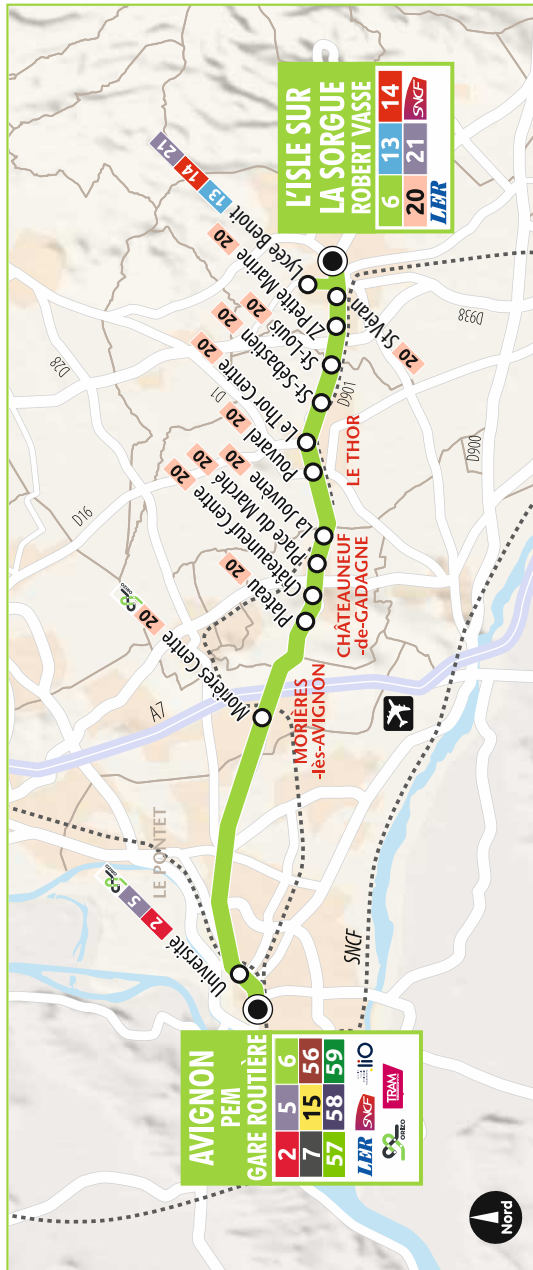 AVIGNON
PEM
GARE ROUTIÈRE
2 5 6
7 15 56
57 58 59
LER SNCF liO
ORIZO TRAM
Université
2 5 ORIZO
LE PONTET
SNCF
A7
Morières Centre
20 ORIZO
MORIÈRES
-lès-AVIGNON
Plateau
20
Châteauneuf Centre
20
Place du Marché
20
La Jouvène
20
CHÂTEAUNEUF
-de-GADAGNE
Pouvarel
20
Le Thor Centre
20
LE THOR
St-Sébastien
20
St-Louis
20
ZI Petite Marine
20
St-Véran
20
Lycée Benoit
13 14 21
D16
D28
D1
D901
D938
D900
L'ISLE SUR
LA SORGUE
ROBERT VASSE
6 13 14
20 21 SNCF
LER
Nord